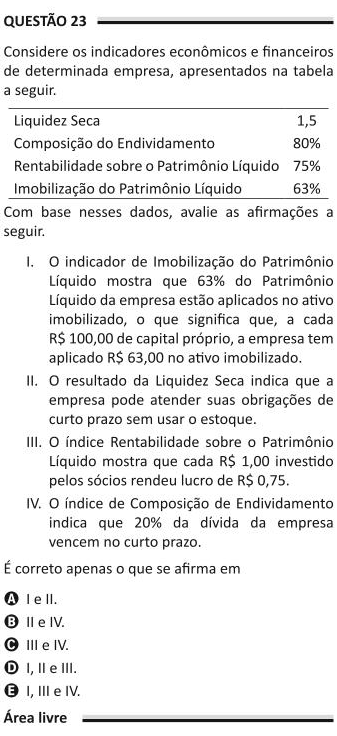 QUESTÃO 23
Considere os indicadores econômicos e financeiros
de determinada empresa, apresentados na tabela
a seguir.
Liquidez Seca 1,5
Composição do Endividamento 80%
Rentabilidade sobre o Patrimônio Líquido 75%
Imobilização do Patrimônio Líquido 63%
Com base nesses dados, avalie as afirmações a
seguir.
I. O indicador de Imobilização do Patrimônio
Líquido mostra que 63% do Patrimônio
Líquido da empresa estão aplicados no ativo
imobilizado, o que significa que, a cada
R$ 100,00 de capital próprio, a empresa tem
aplicado R$ 63,00 no ativo imobilizado.
II. O resultado da Liquidez Seca indica que a
empresa pode atender suas obrigações de
curto prazo sem usar o estoque.
III. O índice Rentabilidade sobre o Patrimônio
Líquido mostra que cada R$ 1,00 investido
pelos sócios rendeu lucro de R$ 0,75.
IV. O índice de Composição de Endividamento
indica que 20% da dívida da empresa
vencem no curto prazo.
É correto apenas o que se afirma em
A I e II.
B II e IV.
C III e IV.
D I, II e III.
E I, III e IV.
Área livre